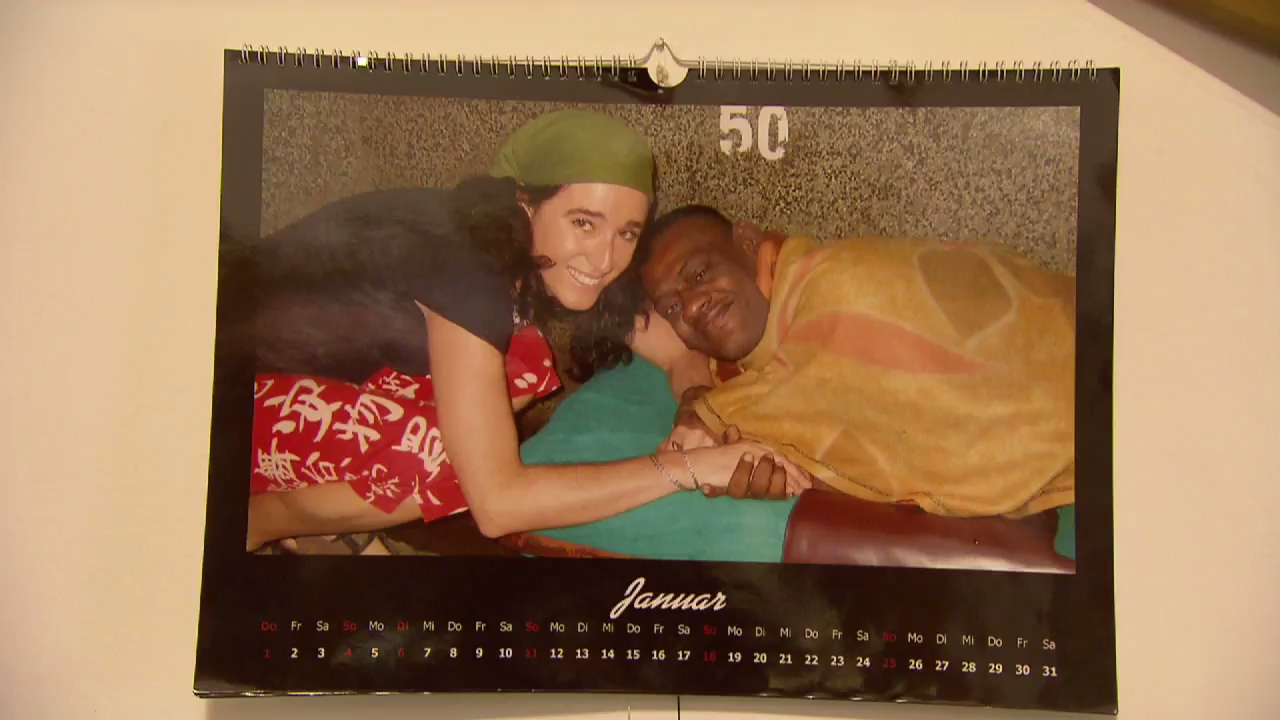 50
Januar
Do Fr Sa So Mo Di Mi Do Fr Sa So Mo Di Mi Do Fr Sa So Mo Di Mi Do Fr Sa So Mo Di Mi Do Fr Sa
1 2 3 4 5 6 7 8 9 10 11 12 13 14 15 16 17 18 19 20 21 22 23 24 25 26 27 28 29 30 31